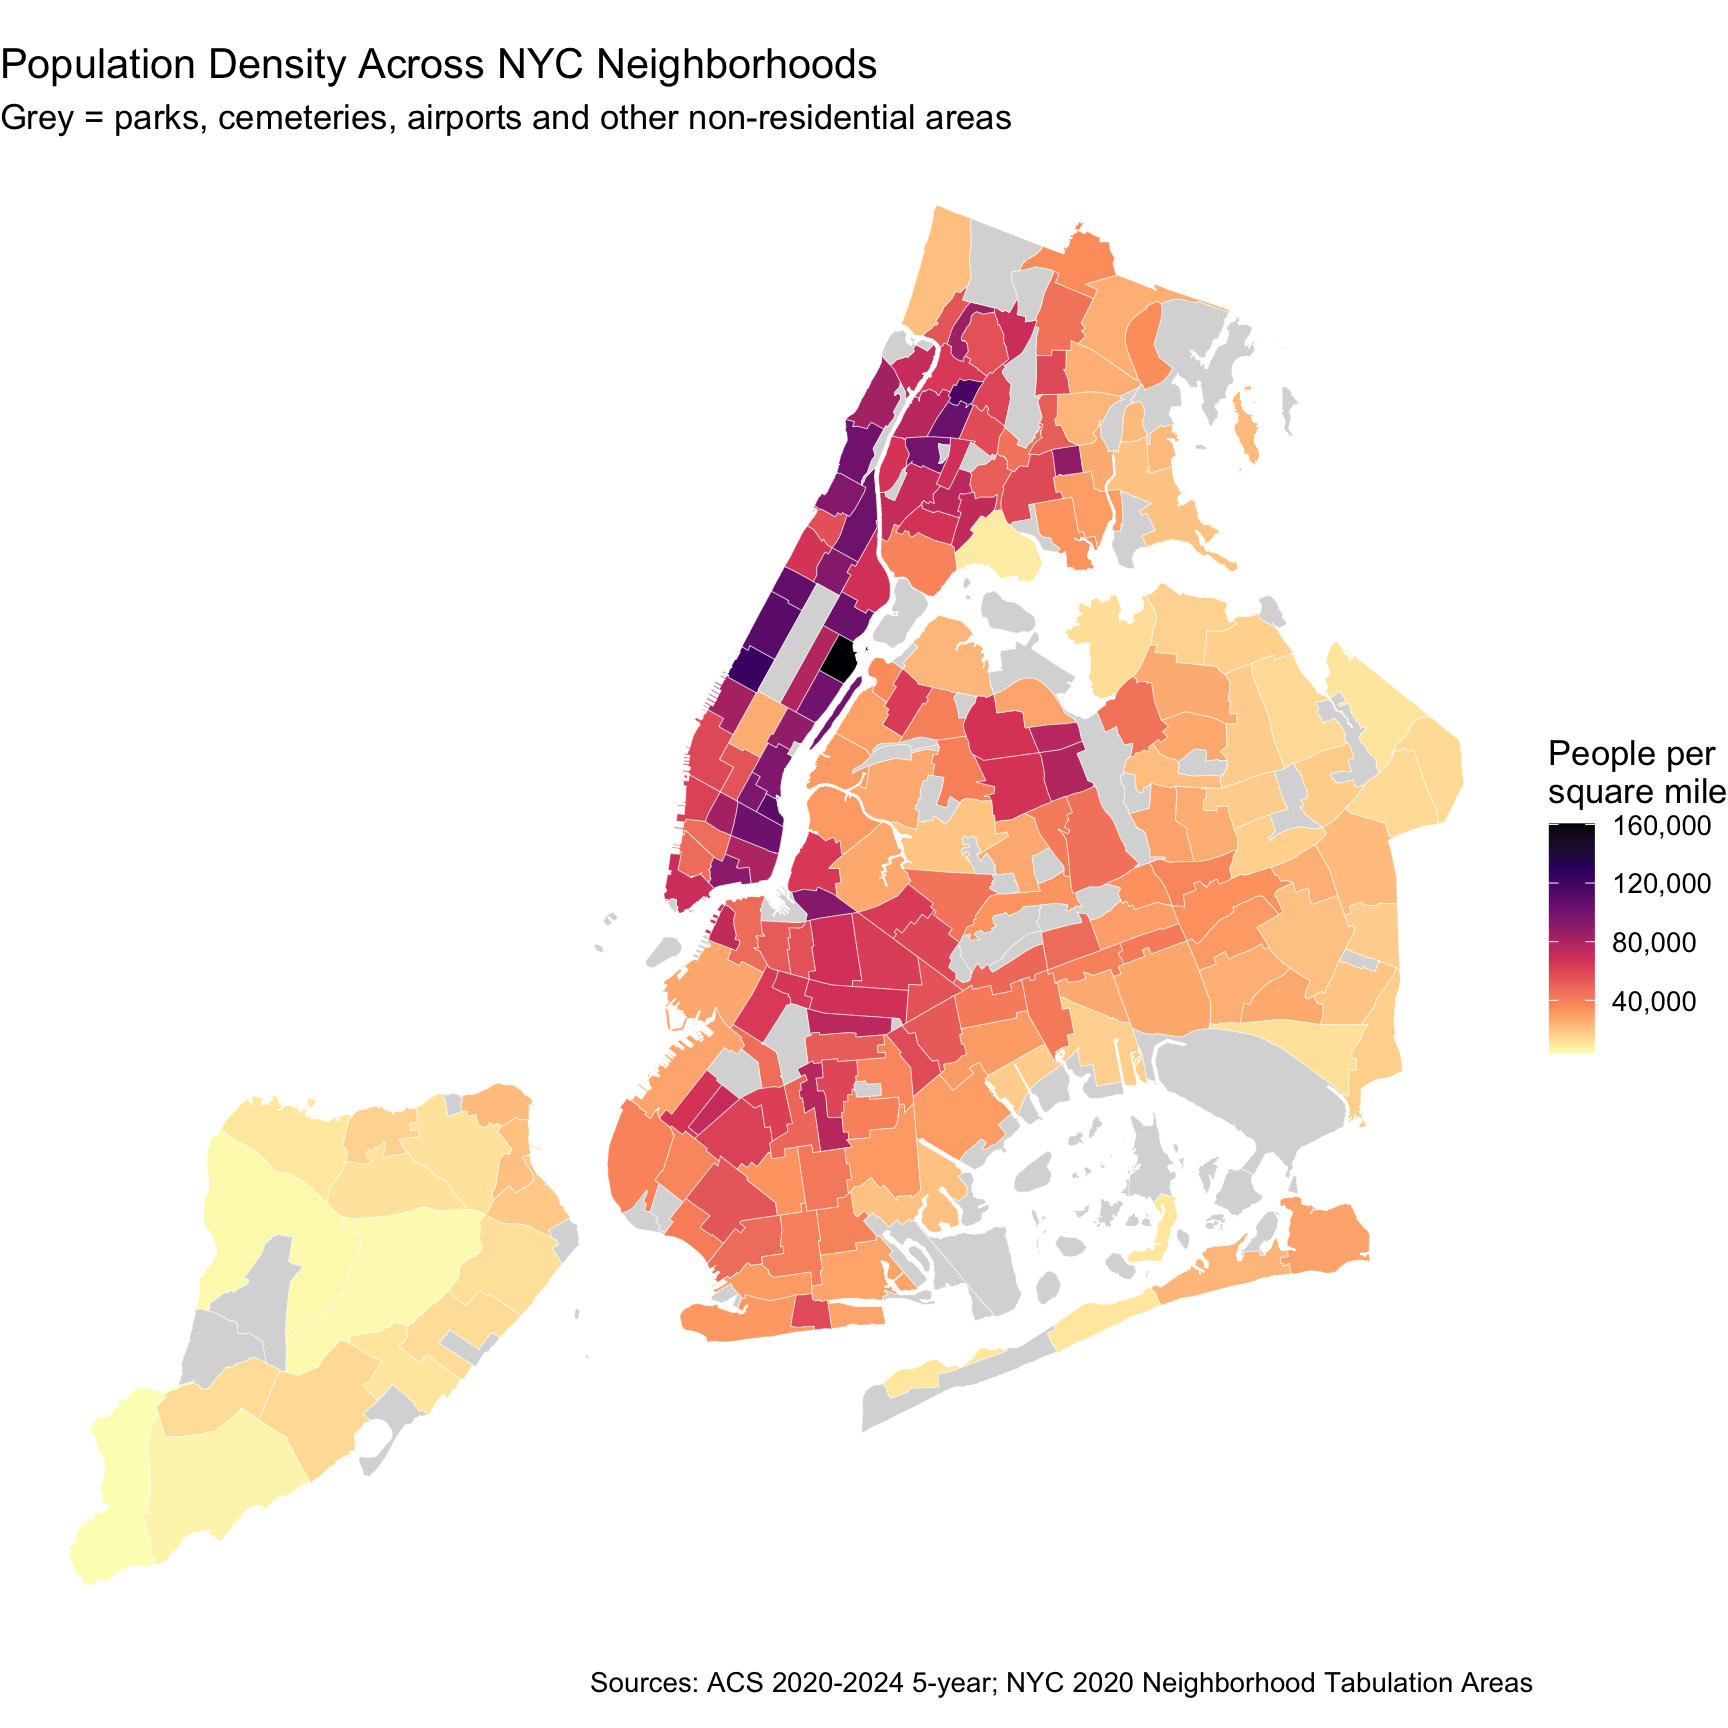 Population Density Across NYC Neighborhoods
Grey = parks, cemeteries, airports and other non-residential areas
People per
square mile
160,000
120,000
80,000
40,000
Sources: ACS 2020-2024 5-year; NYC 2020 Neighborhood Tabulation Areas